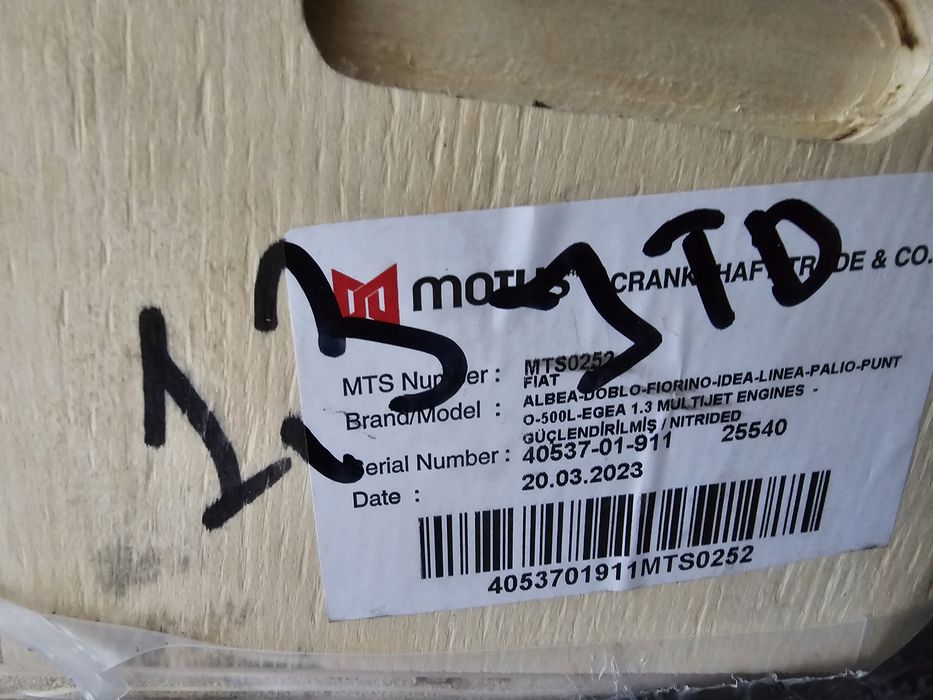 1.3 JTD
MOTUS CRANKSHAFT TRADE & CO.
MTS Number : MTS0252
Brand/Model : FIAT
ALBEA-DOBLO-FIORINO-IDEA-LINEA-PALIO-PUNT
O-500L-EGEA 1.3 MULTIJET ENGINES -
GÜÇLENDİRİLMİŞ / NITRIDED
Serial Number : 40537-01-911 25540
Date : 20.03.2023
4053701911MTS0252